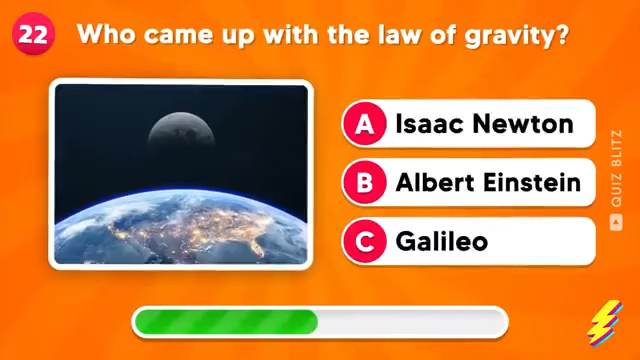 22
Who came up with the law of gravity?
A Isaac Newton
B Albert Einstein
C Galileo
QUIZ BLITZ